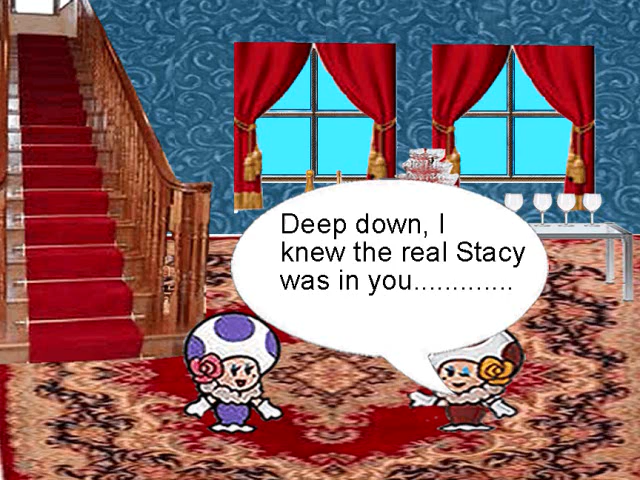 Deep down, I
knew the real Stacy
was in you.............